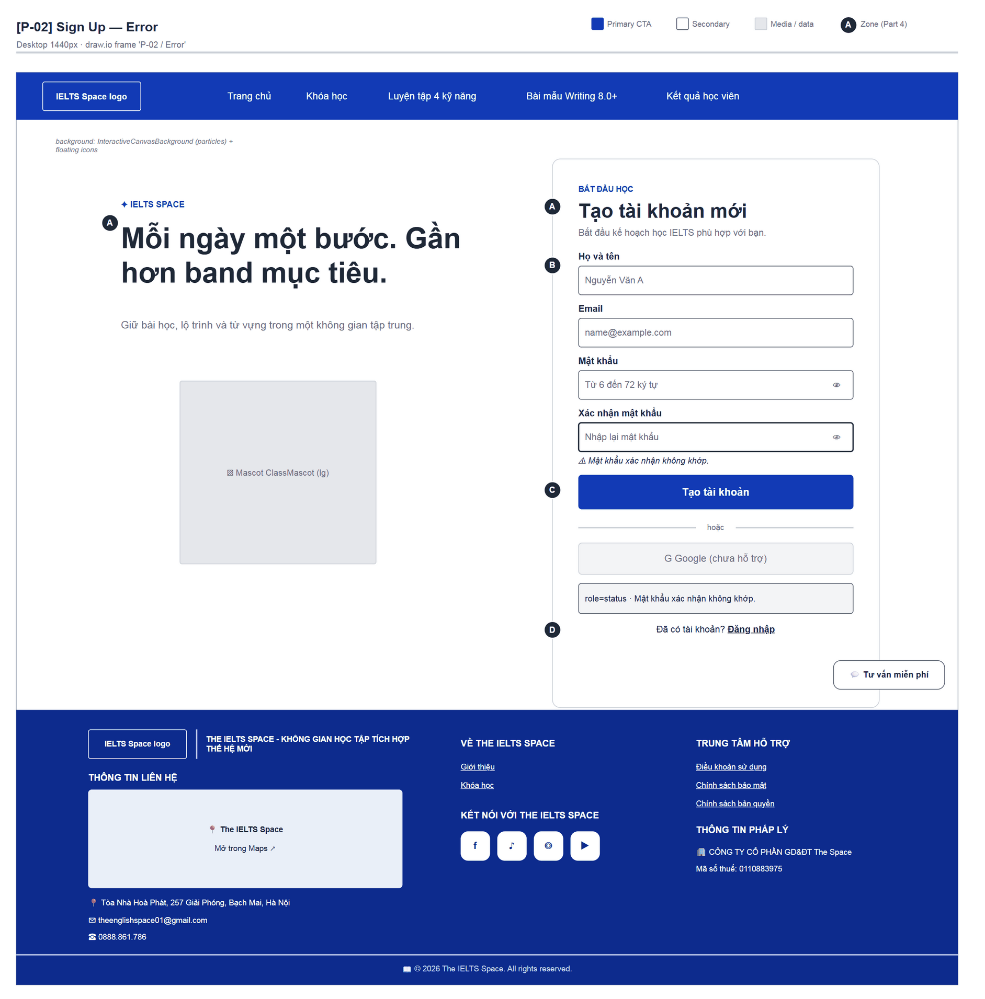 [P-02] Sign Up — Error
Desktop 1440px · draw.io frame 'P-02 / Error'
Primary CTA
Secondary
Media / data
A Zone (Part 4)
IELTS Space logo
Trang chủ
Khóa học
Luyện tập 4 kỹ năng
Bài mẫu Writing 8.0+
Kết quả học viên
background: InteractiveCanvasBackground (particles) +
floating icons
✦ IELTS SPACE
A
Mỗi ngày một bước. Gần
hơn band mục tiêu.
Giữ bài học, lộ trình và từ vựng trong một không gian tập trung.
Mascot ClassMascot (lg)
BẮT ĐẦU HỌC
A
Tạo tài khoản mới
Bắt đầu kế hoạch học IELTS phù hợp với bạn.
B
Họ và tên
Nguyễn Văn A
Email
name@example.com
Mật khẩu
Từ 6 đến 72 ký tự
Xác nhận mật khẩu
Nhập lại mật khẩu
⚠ Mật khẩu xác nhận không khớp.
C
Tạo tài khoản
hoặc
G Google (chưa hỗ trợ)
role=status · Mật khẩu xác nhận không khớp.
D
Đã có tài khoản? Đăng nhập
Tư vấn miễn phí
IELTS Space logo
THE IELTS SPACE - KHÔNG GIAN HỌC TẬP TÍCH HỢP
THẾ HỆ MỚI
THÔNG TIN LIÊN HỆ
The IELTS Space
Mở trong Maps ↗
Tòa Nhà Hoà Phát, 257 Giải Phóng, Bạch Mai, Hà Nội
theenglishspace01@gmail.com
0888.861.786
VỀ THE IELTS SPACE
Giới thiệu
Khóa học
KẾT NỐI VỚI THE IELTS SPACE
f
TRUNG TÂM HỖ TRỢ
Điều khoản sử dụng
Chính sách bảo mật
Chính sách bản quyền
THÔNG TIN PHÁP LÝ
CÔNG TY CỔ PHẦN GD&ĐT The Space
Mã số thuế: 0110883975
© 2026 The IELTS Space. All rights reserved.